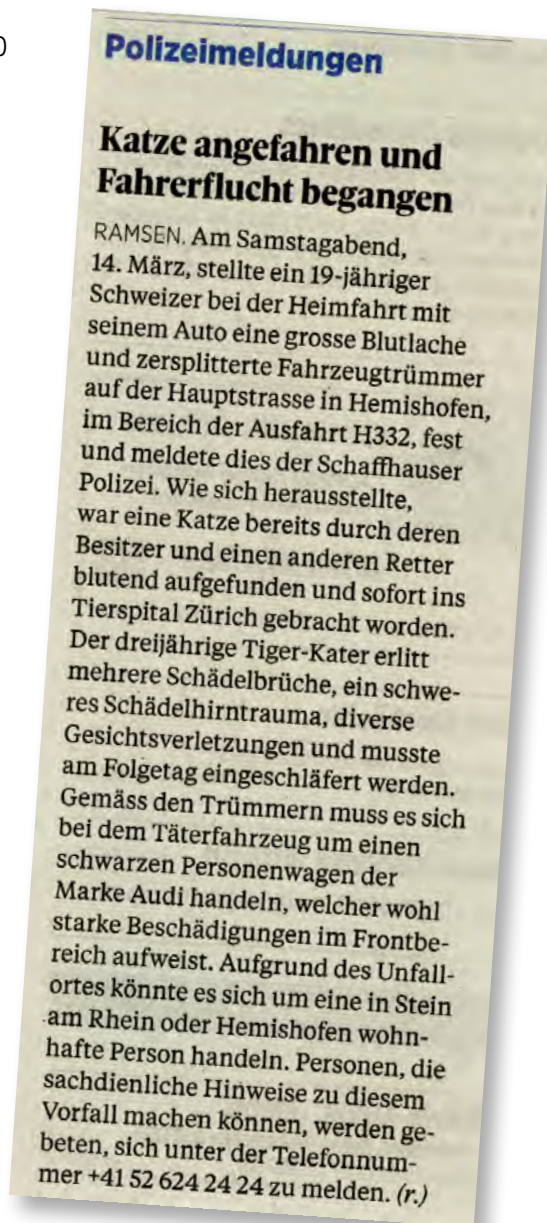 0
Polizeimeldungen
Katze angefahren und
Fahrerflucht begangen
RAMSEN. Am Samstagabend,
14. März, stellte ein 19-jähriger
Schweizer bei der Heimfahrt mit
seinem Auto eine grosse Blutlache
und zersplitterte Fahrzeugtrümmer
auf der Hauptstrasse in Hemishofen,
im Bereich der Ausfahrt H332, fest
und meldete dies der Schaffhauser
Polizei. Wie sich herausstellte,
war eine Katze bereits durch deren
Besitzer und einen anderen Retter
blutend aufgefunden und sofort ins
Tierspital Zürich gebracht worden.
Der dreijährige Tiger-Kater erlitt
mehrere Schädelbrüche, ein schwe-
res Schädelhirntrauma, diverse
Gesichtsverletzungen und musste
am Folgetag eingeschläfert werden.
Gemäss den Trümmern muss es sich
bei dem Täterfahrzeug um einen
schwarzen Personenwagen der
Marke Audi handeln, welcher wohl
starke Beschädigungen im Frontbe-
reich aufweist. Aufgrund des Unfall-
ortes könnte es sich um eine in Stein
am Rhein oder Hemishofen wohn-
hafte Person handeln. Personen, die
sachdienliche Hinweise zu diesem
Vorfall machen können, werden ge-
beten, sich unter der Telefonnum-
mer +41 52 624 24 24 zu melden. (r.)